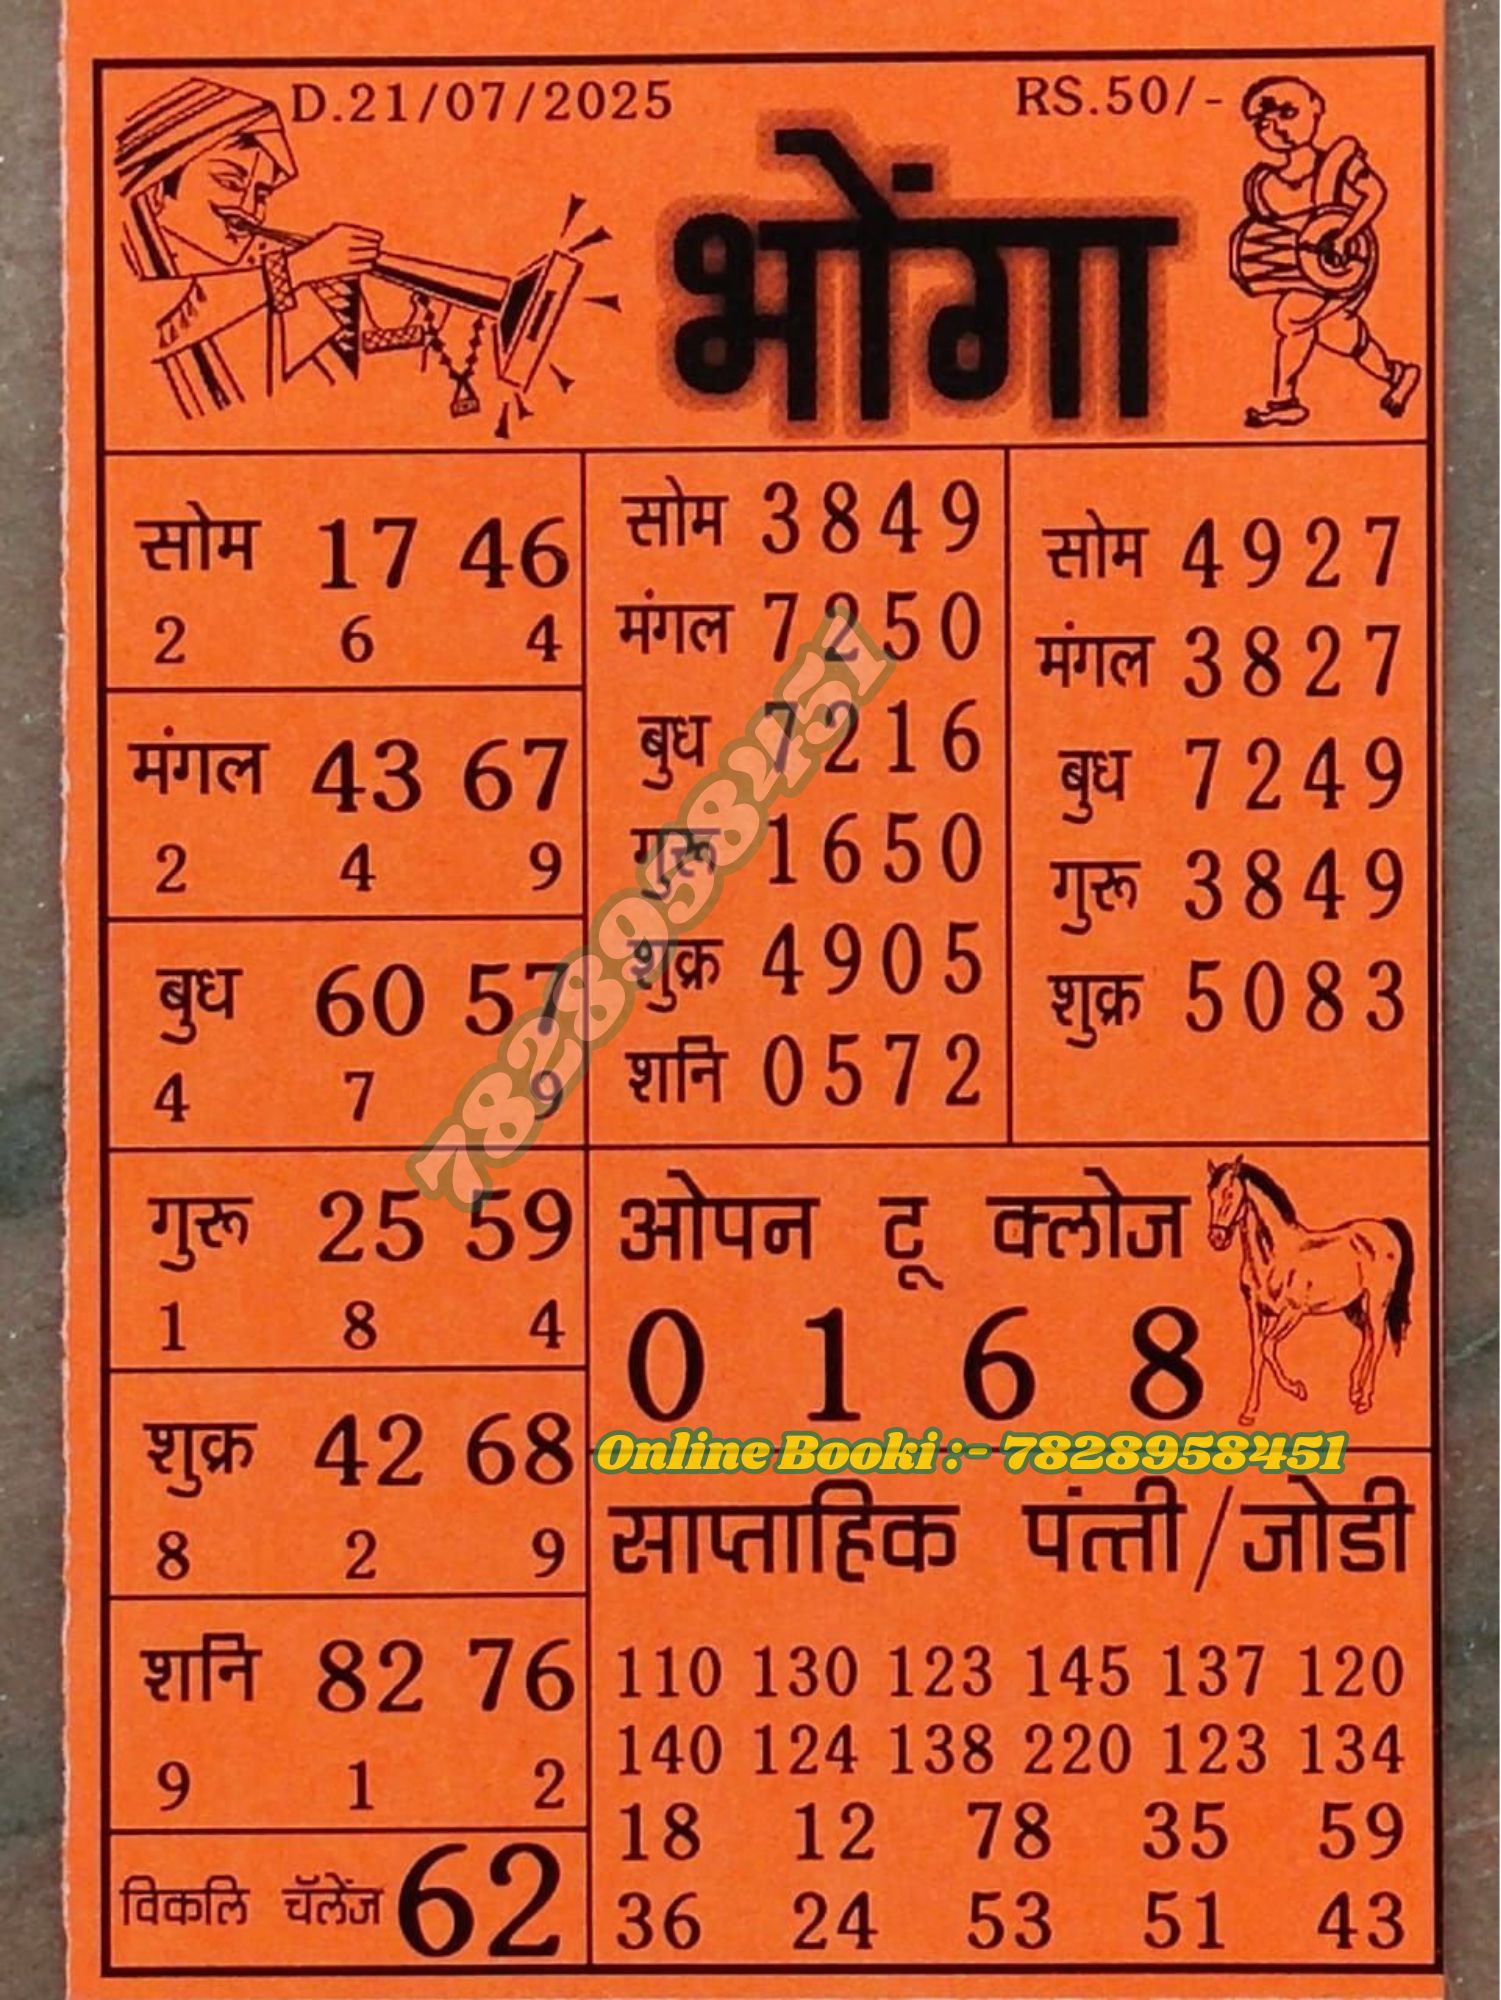 D.21/07/2025 RS.50/-
भोंगा
सोम 17 46
2 6 4
मंगल 43 67
2 4 9
बुध 60 57
4 7 9
गुरू 25 59
1 8 4
शुक्र 42 68
8 2 9
शनि 82 76
9 1 2
विकलि चॅलेंज 62
सोम 3849
मंगल 7250
बुध 7216
गुरू 1650
शुक्र 4905
शनि 0572
सोम 4927
मंगल 3827
बुध 7249
गुरू 3849
शुक्र 5083
7828958451
ओपन टू क्लोज
0 1 6 8
Online Booki :- 7828958451
साप्ताहिक पंत्ती/जोडी
110 130 123 145 137 120
140 124 138 220 123 134
18 12 78 35 59
36 24 53 51 43